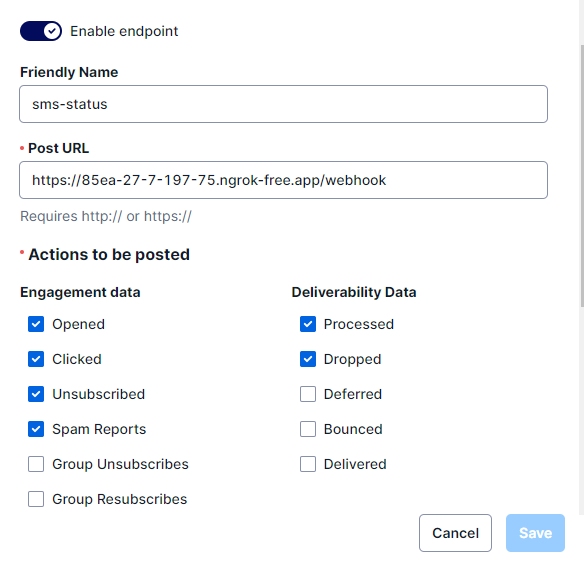 Enable endpoint
Friendly Name
sms-status
* Post URL
https://85ea-27-7-197-75.ngrok-free.app/webhook
Requires http:// or https://
* Actions to be posted
Engagement data
Opened
Clicked
Unsubscribed
Spam Reports
Group Unsubscribes
Group Resubscribes
Deliverability Data
Processed
Dropped
Deferred
Bounced
Delivered
Cancel
Save